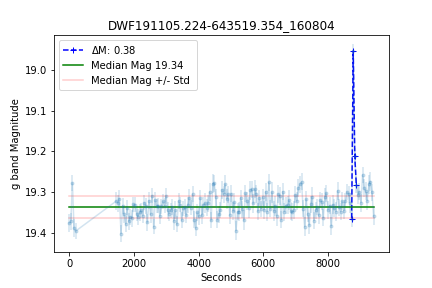 DWF191105.224-643519.354_160804
ΔM: 0.38
Median Mag 19.34
Median Mag +/- Std
g band Magnitude
19.0
19.1
19.2
19.3
19.4
0 2000 4000 6000 8000
Seconds